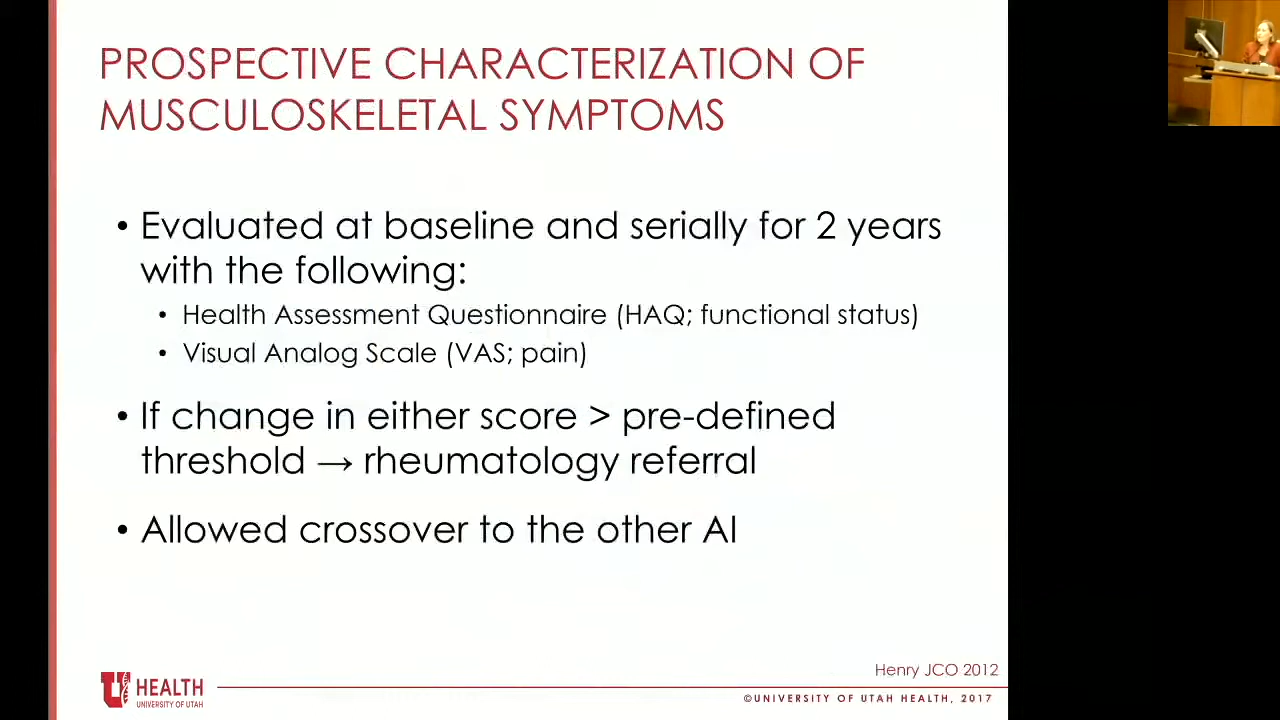 PROSPECTIVE CHARACTERIZATION OF
MUSCULOSKELETAL SYMPTOMS
• Evaluated at baseline and serially for 2 years
with the following:
• Health Assessment Questionnaire (HAQ; functional status)
• Visual Analog Scale (VAS; pain)
• If change in either score > pre-defined
threshold → rheumatology referral
• Allowed crossover to the other AI
Henry JCO 2012
U HEALTH
UNIVERSITY OF UTAH
©UNIVERSITY OF UTAH HEALTH, 2017